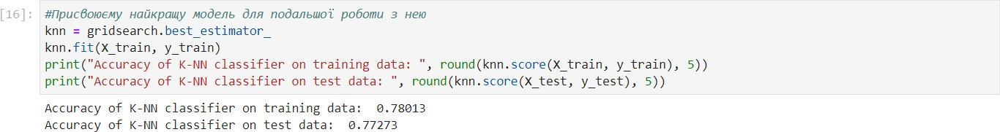 [16]: #Присвоюєму найкращу модель для подальшої роботи з нею
knn = gridsearch.best_estimator_
knn.fit(X_train, y_train)
print("Accuracy of K-NN classifier on training data: ", round(knn.score(X_train, y_train), 5))
print("Accuracy of K-NN classifier on test data: ", round(knn.score(X_test, y_test), 5))
Accuracy of K-NN classifier on training data:  0.78013
Accuracy of K-NN classifier on test data:  0.77273